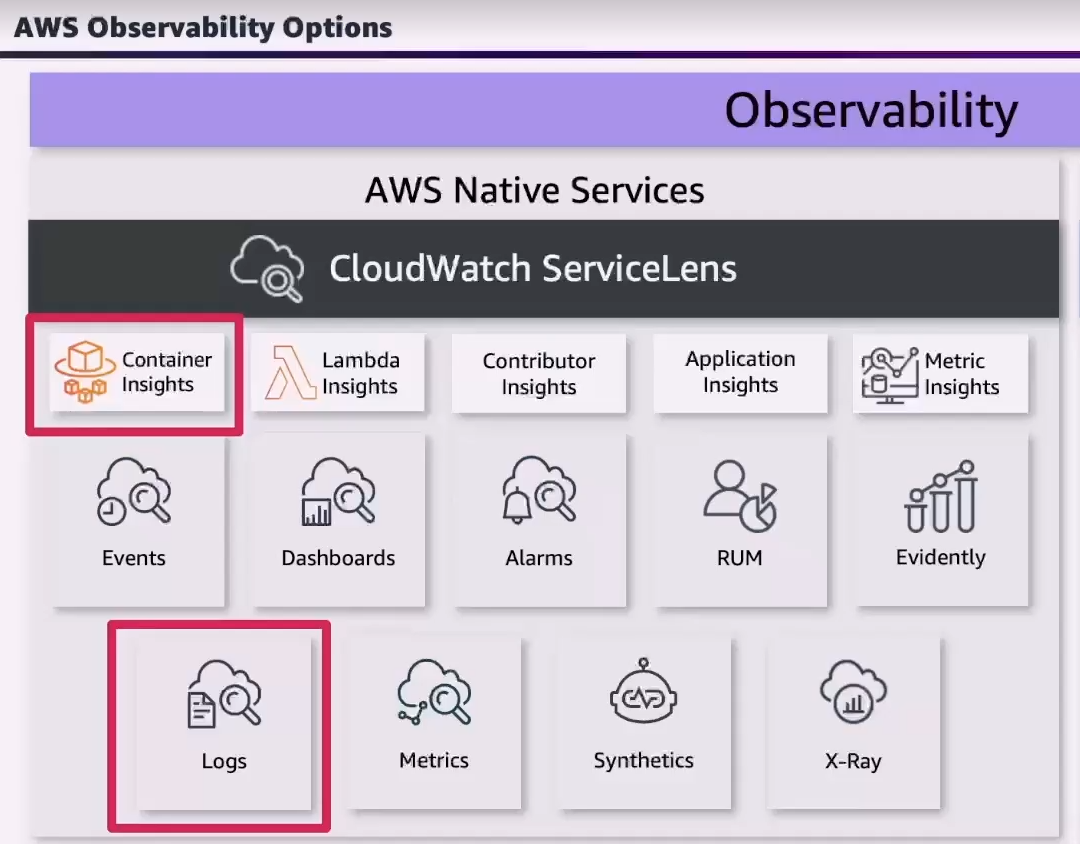 AWS Observability Options
Observability
AWS Native Services
CloudWatch ServiceLens
Container
Insights
Lambda
Insights
Contributor
Insights
Application
Insights
Metric
Insights
Events
Dashboards
Alarms
RUM
Evidently
Logs
Metrics
Synthetics
X-Ray